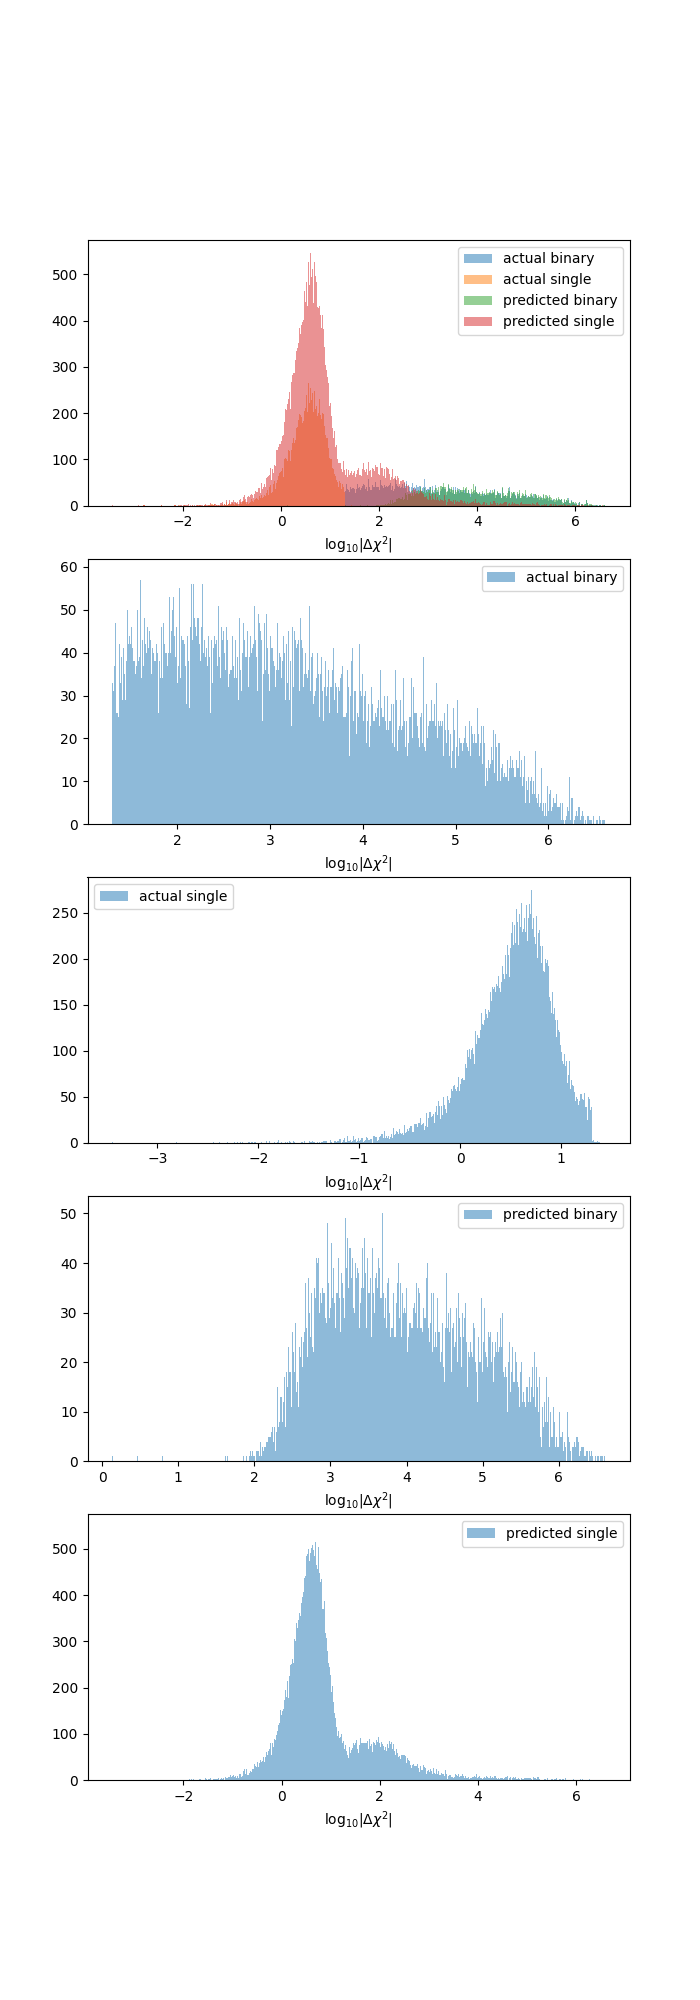 500
400
300
200
100
0
actual binary
actual single
predicted binary
predicted single
−2 0 2 4 6
log₁₀|Δχ²|
60
50
40
30
20
10
0
actual binary
2 3 4 5 6
log₁₀|Δχ²|
250
200
150
100
50
0
actual single
−3 −2 −1 0 1
log₁₀|Δχ²|
50
40
30
20
10
0
predicted binary
0 1 2 3 4 5 6
log₁₀|Δχ²|
500
400
300
200
100
0
predicted single
−2 0 2 4 6
log₁₀|Δχ²|